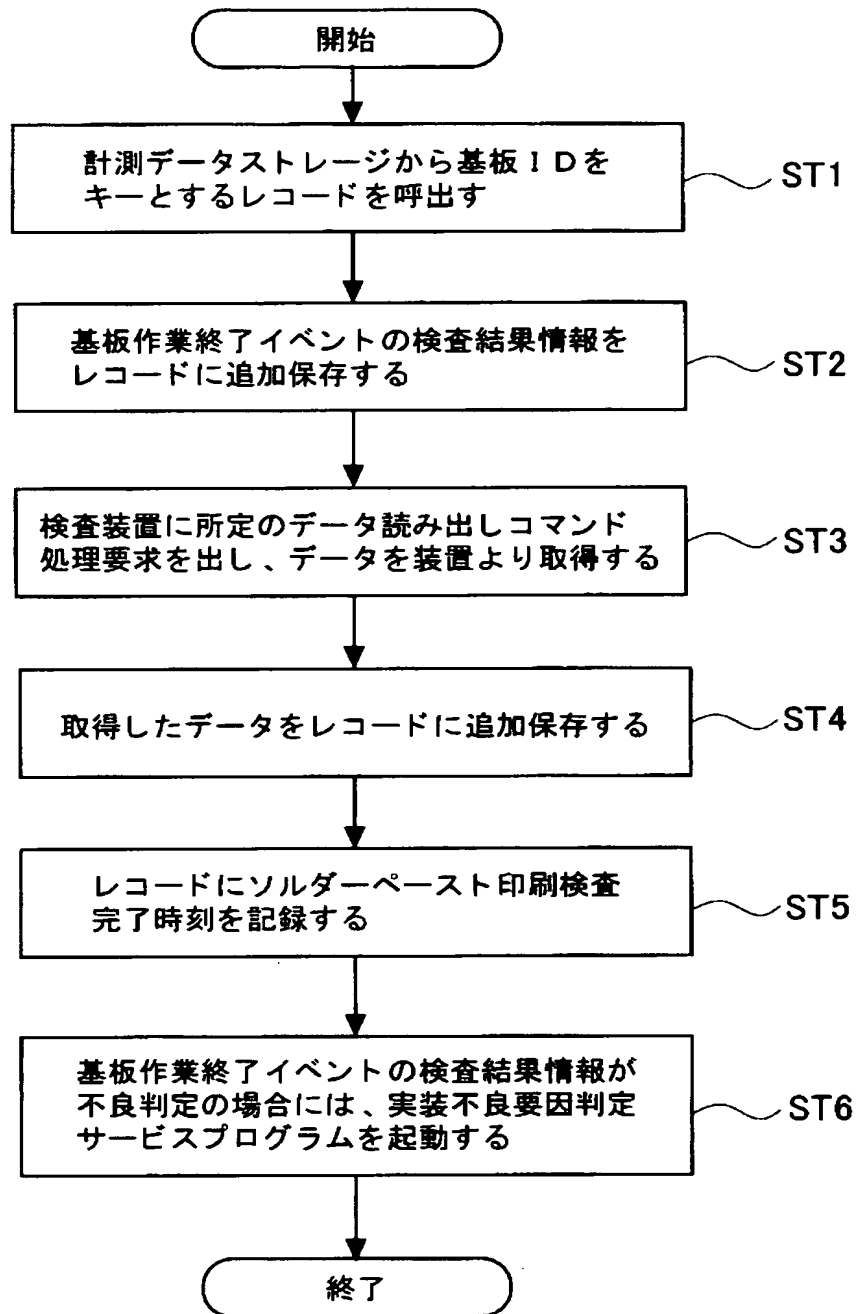 開始
計測データストレージから基板IDを
キーとするレコードを呼出す
ST1
基板作業終了イベントの検査結果情報を
レコードに追加保存する
ST2
検査装置に所定のデータ読み出しコマンド
処理要求を出し、データを装置より取得する
ST3
取得したデータをレコードに追加保存する
ST4
レコードにソルダーペースト印刷検査
完了時刻を記録する
ST5
基板作業終了イベントの検査結果情報が
不良判定の場合には、実装不良要因判定
サービスプログラムを起動する
ST6
終了